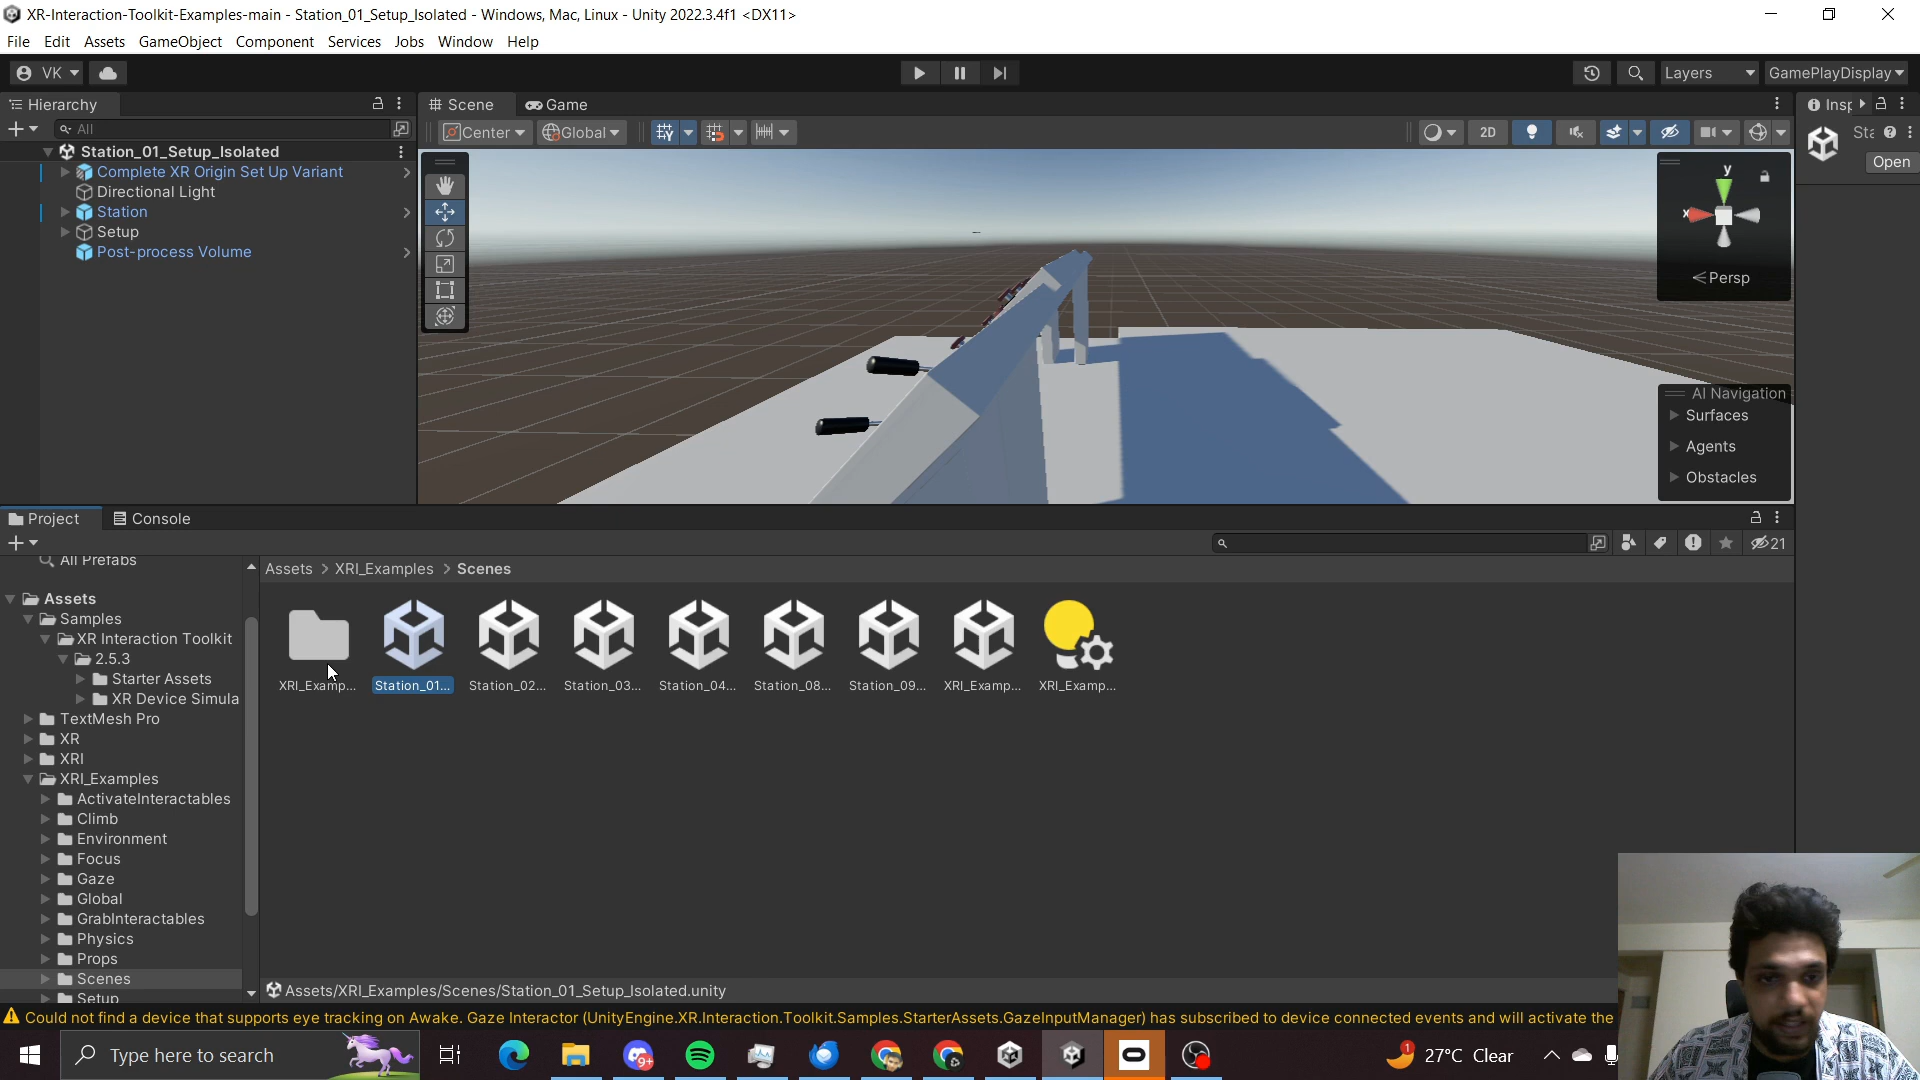 XR-Interaction-Toolkit-Examples-main - Station_01_Setup_Isolated - Windows, Mac, Linux - Unity 2022.3.4f1 <DX11>
File Edit Assets GameObject Component Services Jobs Window Help
VK Layers GamePlayDisplay
Hierarchy Scene Game Insp
All Center Global 2D Sta
Open
Station_01_Setup_Isolated
Complete XR Origin Set Up Variant
Directional Light
Station
Setup
Post-process Volume
y
x
Persp
AI Navigation
Surfaces
Agents
Obstacles
Project Console
21
All Prefabs
Assets > XRI_Examples > Scenes
Assets
Samples
XR Interaction Toolkit
2.5.3
Starter Assets
XR Device Simula
TextMesh Pro
XR
XRI
XRI_Examples
ActivateInteractables
Climb
Environment
Focus
Gaze
Global
GrabInteractables
Physics
Props
Scenes
Setup
XRI_Examp... Station_01... Station_02... Station_03... Station_04... Station_08... Station_09... XRI_Examp... XRI_Examp...
Assets/XRI_Examples/Scenes/Station_01_Setup_Isolated.unity
Could not find a device that supports eye tracking on Awake. Gaze Interactor (UnityEngine.XR.Interaction.Toolkit.Samples.StarterAssets.GazeInputManager) has subscribed to device connected events and will activate the
Type here to search 9+ 1 27°C Clear